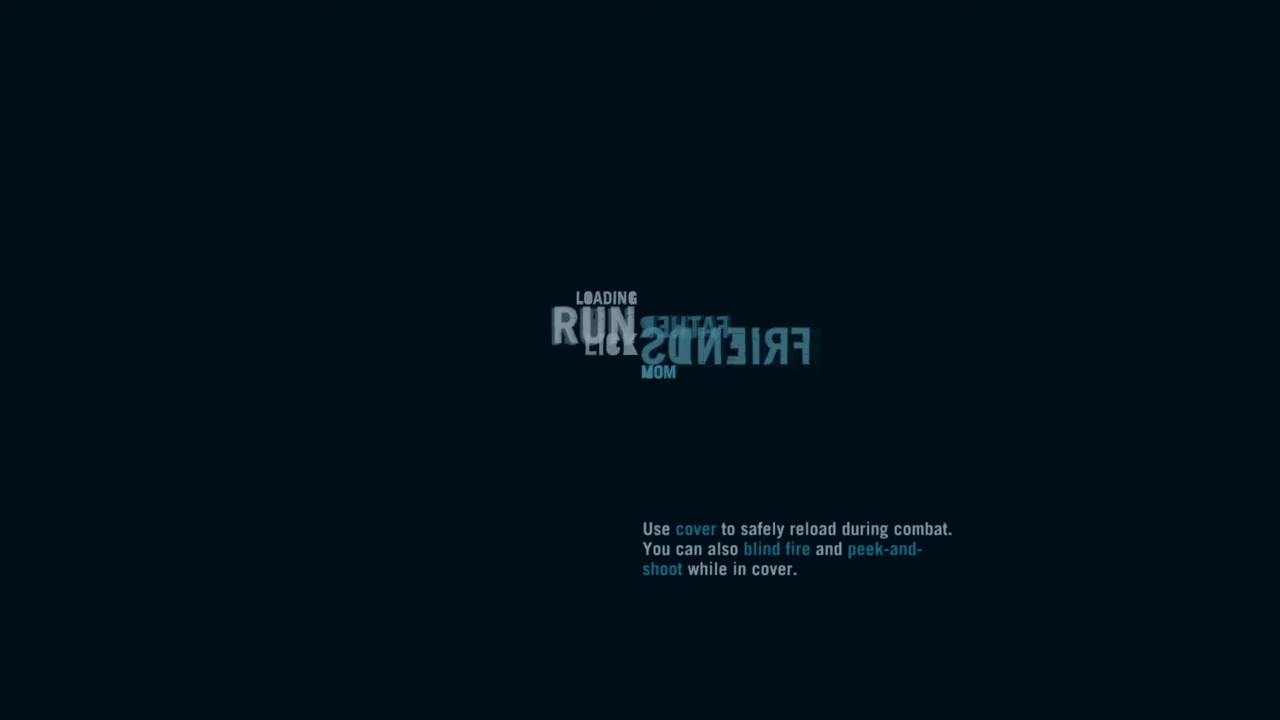 LOADING
RUN
FATHER
LICK
FRIENDS
MOM
Use cover to safely reload during combat.
You can also blind fire and peek-and-
shoot while in cover.